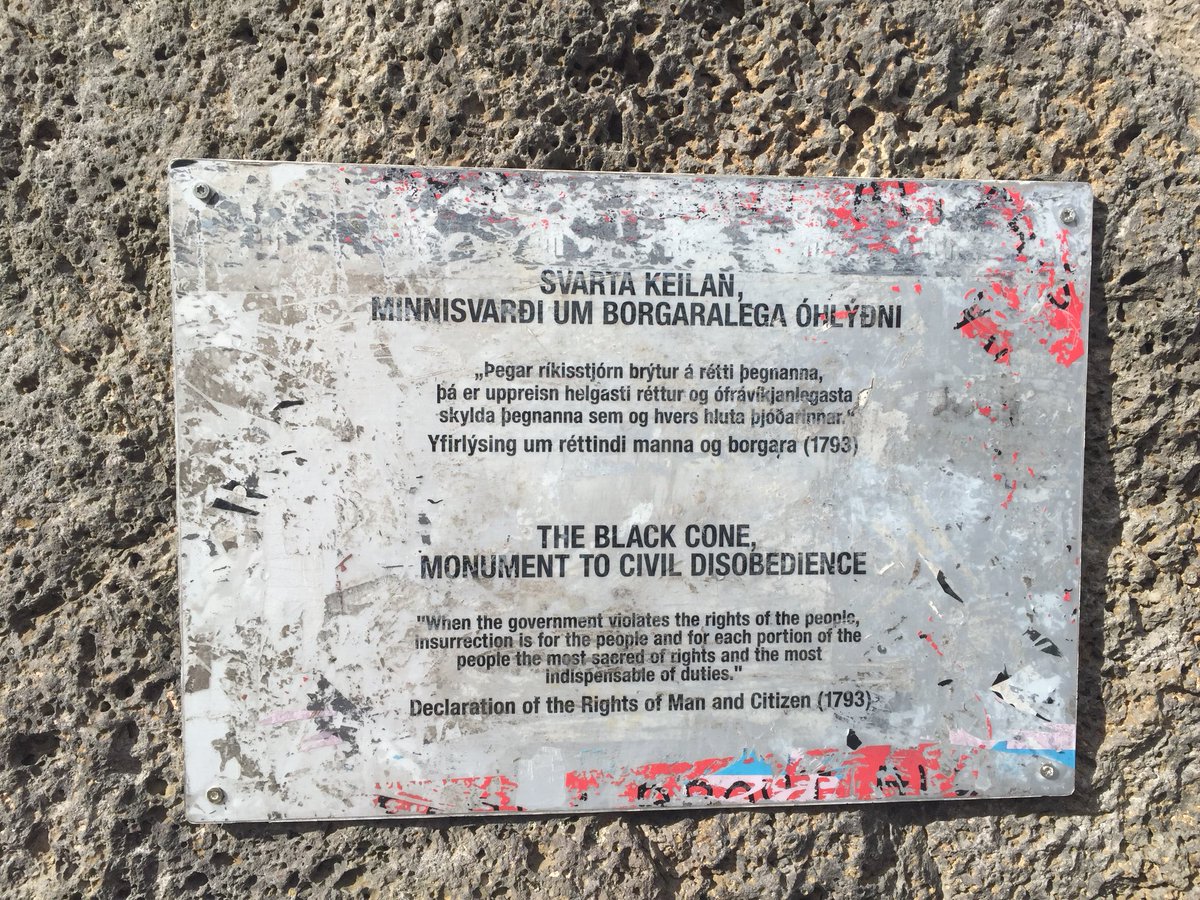 SVARTA KEILAN,
MINNISVARÐI UM BORGARALEGA ÓHLÝÐNI
„Þegar ríkisstjórn brýtur á rétti þegnanna,
þá er uppreisn helgasti réttur og ófrávíkjanlegasta
skylda þegnanna sem og hvers hluta þjóðarinnar.“
Yfirlýsing um réttindi manna og borgara (1793)
THE BLACK CONE,
MONUMENT TO CIVIL DISOBEDIENCE
"When the government violates the rights of the people,
insurrection is for the people and for each portion of the
people the most sacred of rights and the most
indispensable of duties."
Declaration of the Rights of Man and Citizen (1793)